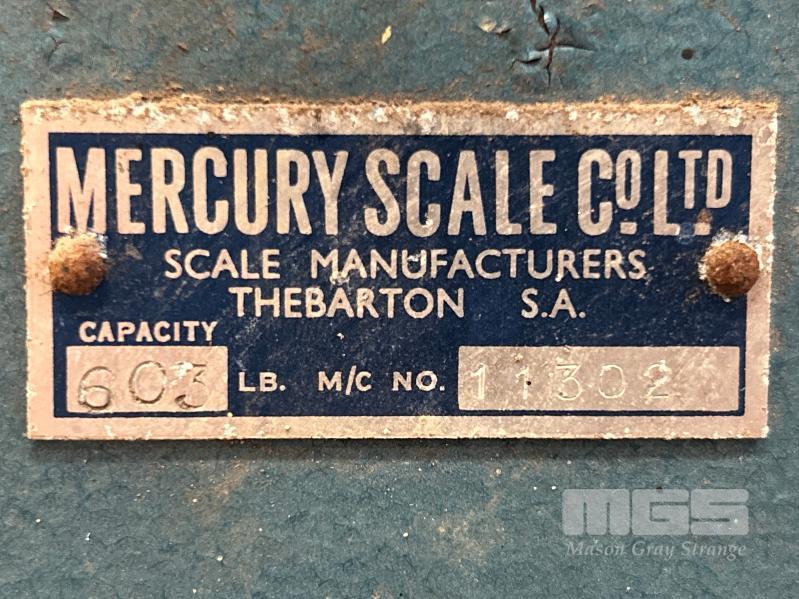 MERCURY SCALE CO. LTD
SCALE MANUFACTURERS
THEBARTON S.A.
CAPACITY
603 LB. M/C NO. 11302
MGS
Mason Gray Strange